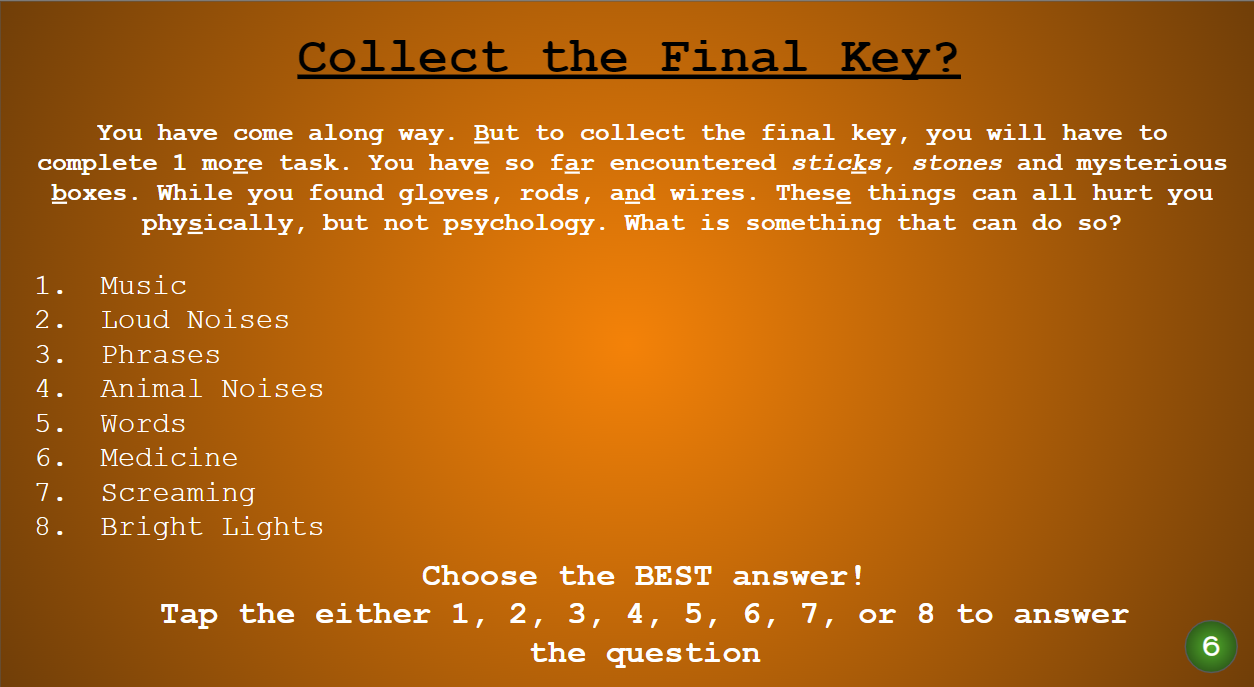 Collect the Final Key?
You have come along way. But to collect the final key, you will have to
complete 1 more task. You have so far encountered sticks, stones and mysterious
boxes. While you found gloves, rods, and wires. These things can all hurt you
physically, but not psychology. What is something that can do so?
1. Music
2. Loud Noises
3. Phrases
4. Animal Noises
5. Words
6. Medicine
7. Screaming
8. Bright Lights
Choose the BEST answer!
Tap the either 1, 2, 3, 4, 5, 6, 7, or 8 to answer
the question
6